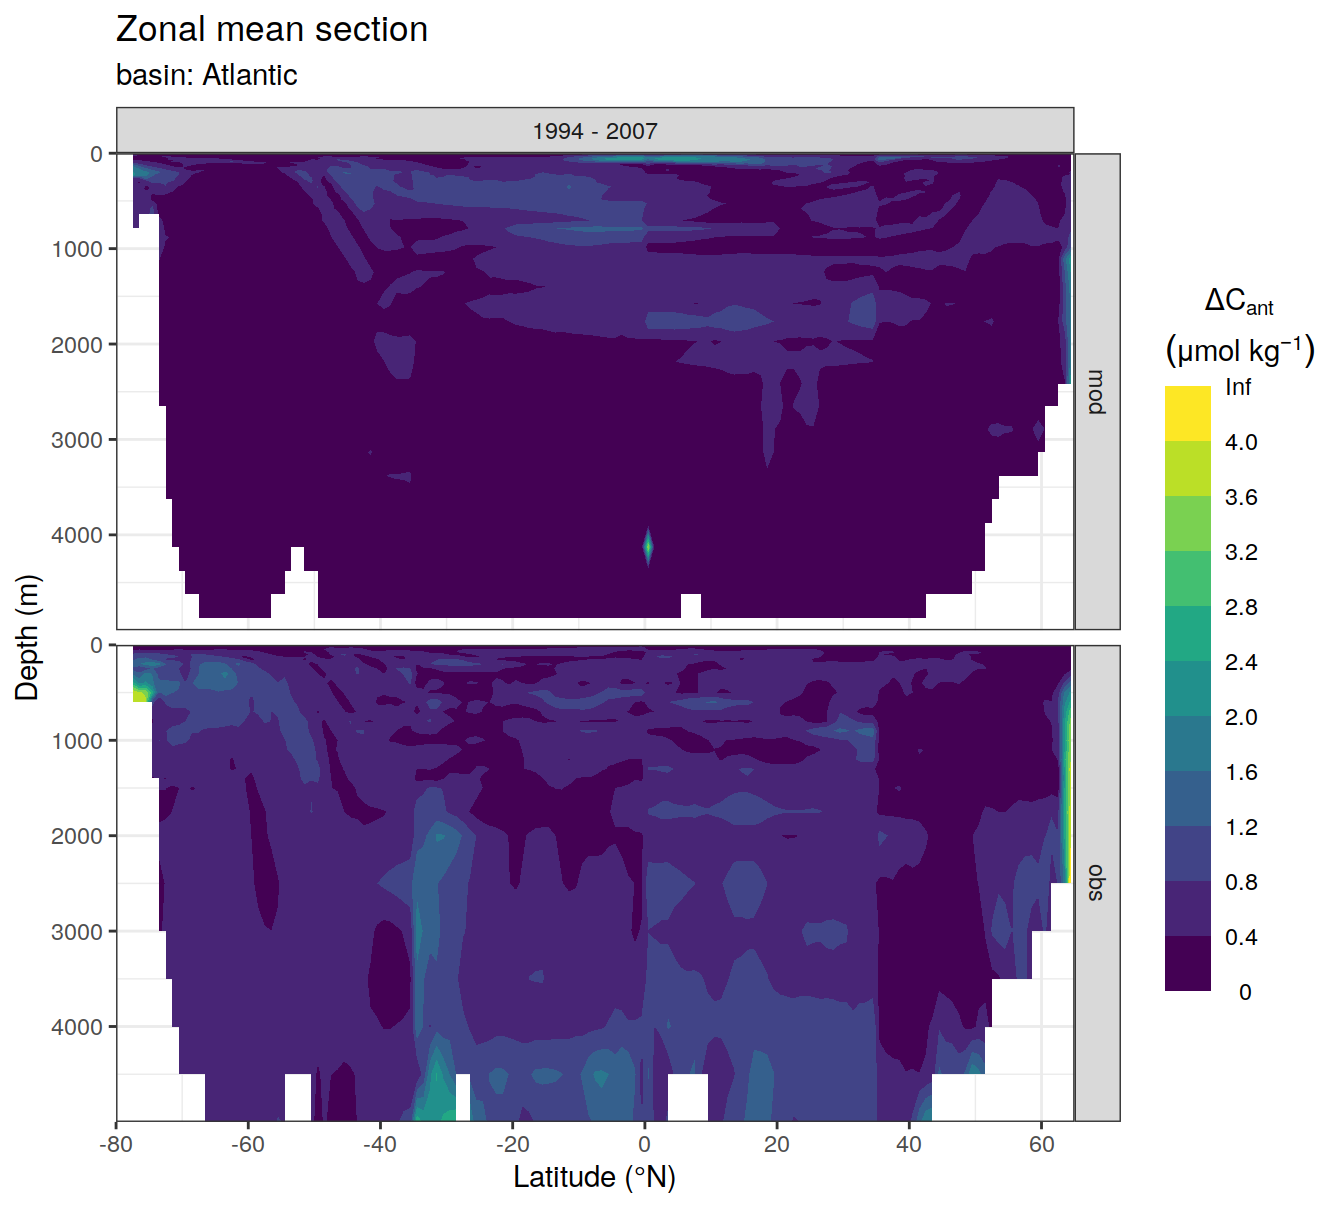 Zonal mean section
basin: Atlantic
1994 - 2007
0
1000
2000
3000
4000
mod
0
1000
2000
3000
4000
obs
-80
-60
-40
-20
0
20
40
60
Latitude (°N)
Depth (m)
ΔCant
(μmol kg⁻¹)
Inf
4.0
3.6
3.2
2.8
2.4
2.0
1.6
1.2
0.8
0.4
0